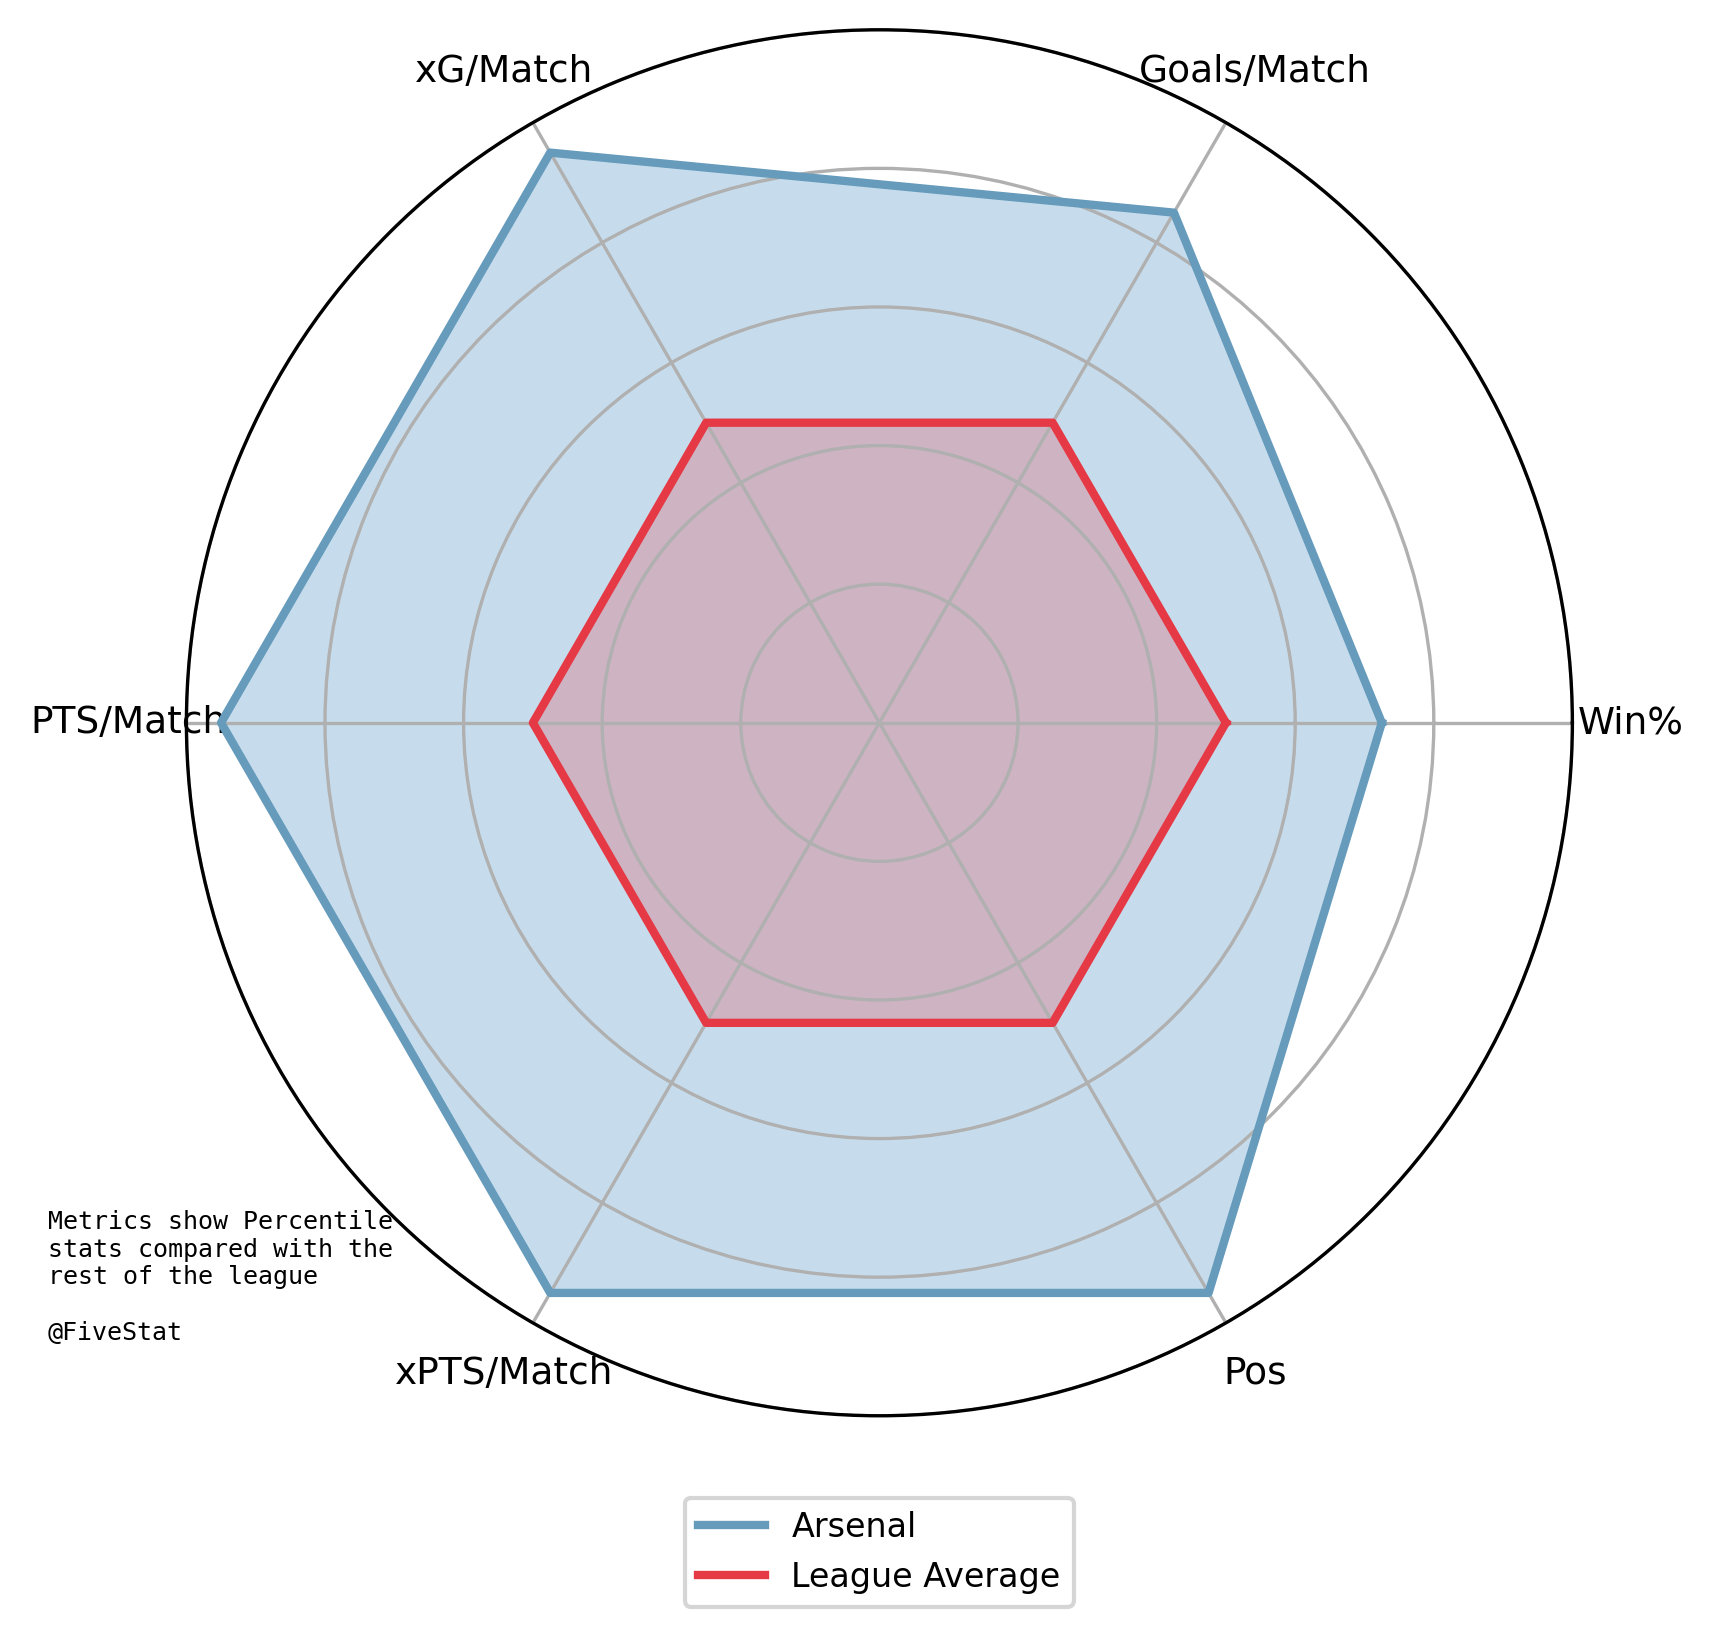 xG/Match
Goals/Match
PTS/Match
Win%
Metrics show Percentile
stats compared with the
rest of the league
@FiveStat
xPTS/Match
Pos
Arsenal
League Average